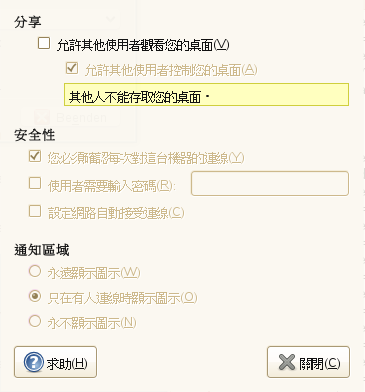 分享
允許其他使用者觀看您的桌面(V)
允許其他使用者控制您的桌面(A)
其他人不能存取您的桌面。
安全性
您必須確認每次對這台機器的連線(Y)
使用者需要輸入密碼(R):
設定網路自動接受連線(C)
通知區域
永遠顯示圖示(W)
只在有人連線時顯示圖示(O)
永不顯示圖示(N)
求助(H)
關閉(C)